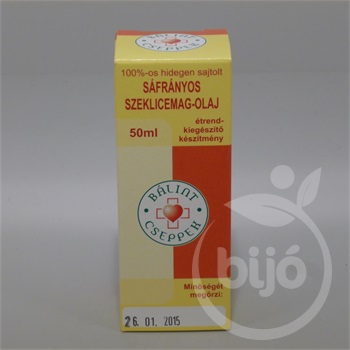 100%-os hidegen sajtolt
SÁFRÁNYOS
SZEKLICEMAG-OLAJ
50ml
étrend-
kiegészítő
készítmény
BÁLINT
CSEPPEK
Minőségét
megőrzi:
26. 01. 2015
bijó